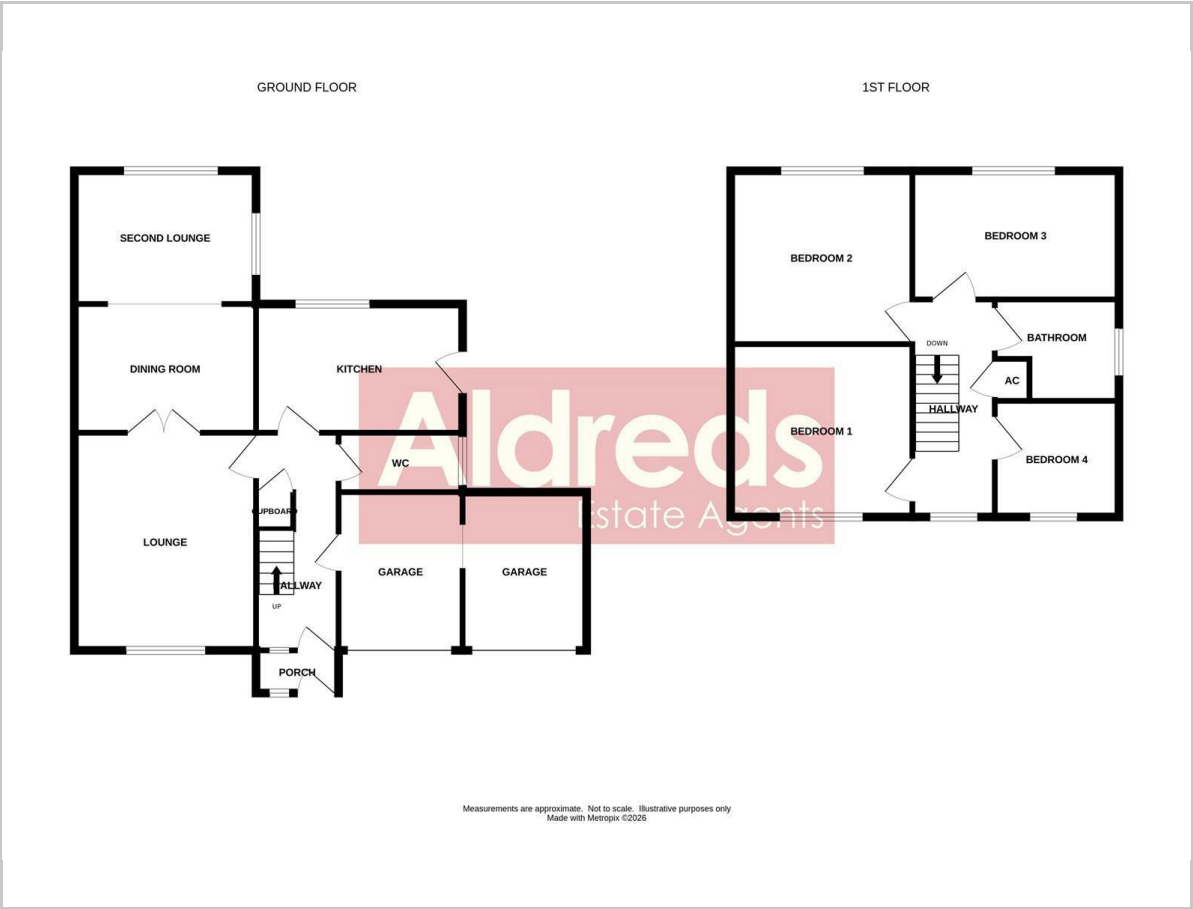 GROUND FLOOR
1ST FLOOR
SECOND LOUNGE
DINING ROOM
KITCHEN
WC
CUPBOARD
LOUNGE
HALLWAY
UP
GARAGE
GARAGE
PORCH
BEDROOM 2
BEDROOM 3
DOWN
BATHROOM
AC
HALLWAY
BEDROOM 1
BEDROOM 4
Aldreds
Estate Agents
Measurements are approximate. Not to scale. Illustrative purposes only
Made with Metropix ©2026